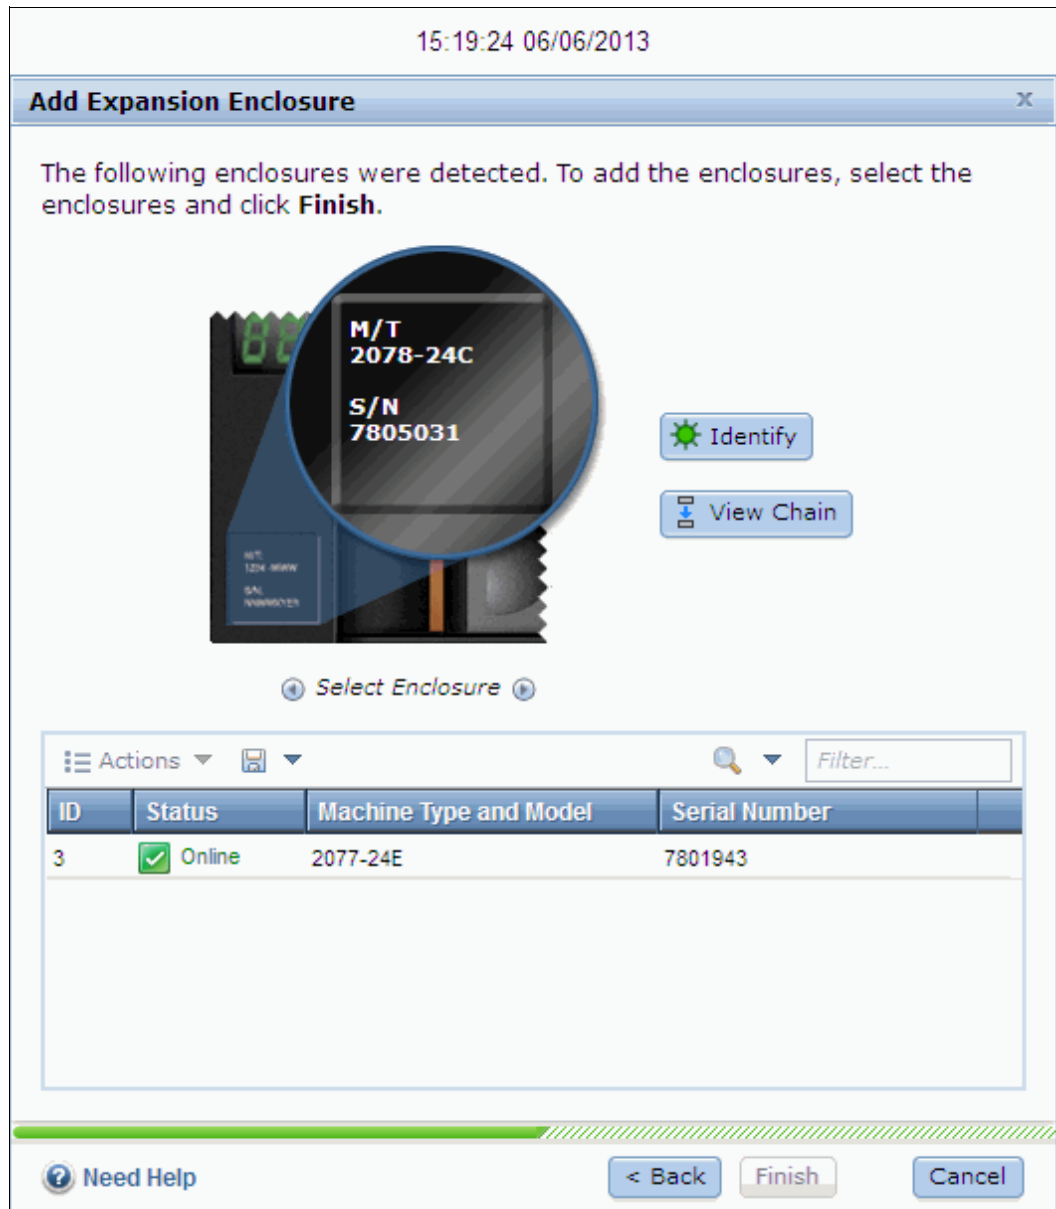 15:19:24 06/06/2013
Add Expansion Enclosure x
The following enclosures were detected. To add the enclosures, select the
enclosures and click Finish.
M/T
2078-24C
S/N
7805031
Identify
View Chain
M/T:
S/N:
Select Enclosure
Actions Filter...
ID Status Machine Type and Model Serial Number
3 Online 2077-24E 7801943
Need Help < Back Finish Cancel